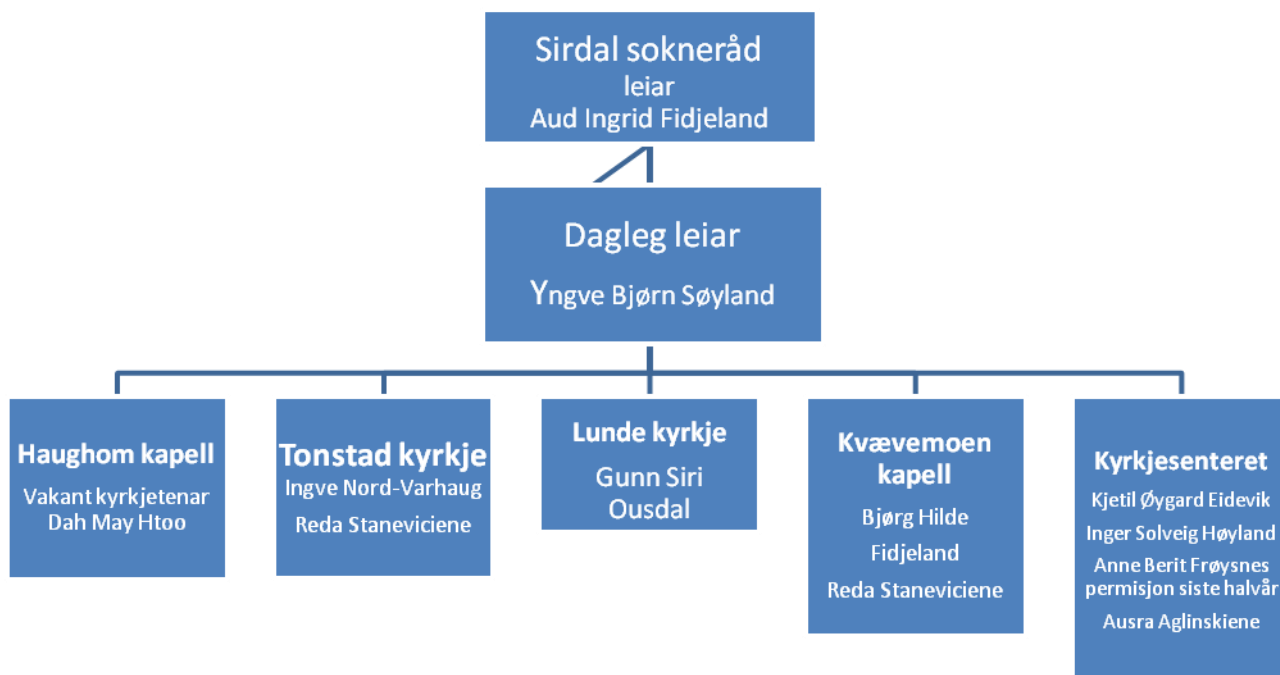 Sirdal sokneråd
leiar
Aud Ingrid Fidjeland
Dagleg leiar
Yngve Bjørn Søyland
Haughom kapell
Vakant kyrkjetenar
Dah May Htoo
Tonstad kyrkje
Ingve Nord-Varhaug
Reda Staneviciene
Lunde kyrkje
Gunn Siri
Ousdal
Kvævemoen
kapell
Bjørg Hilde
Fidjeland
Reda Staneviciene
Kyrkjesenteret
Kjetil Øygard Eidevik
Inger Solveig Høyland
Anne Berit Frøysnes
permisjon siste halvår
Ausra Aglinskiene